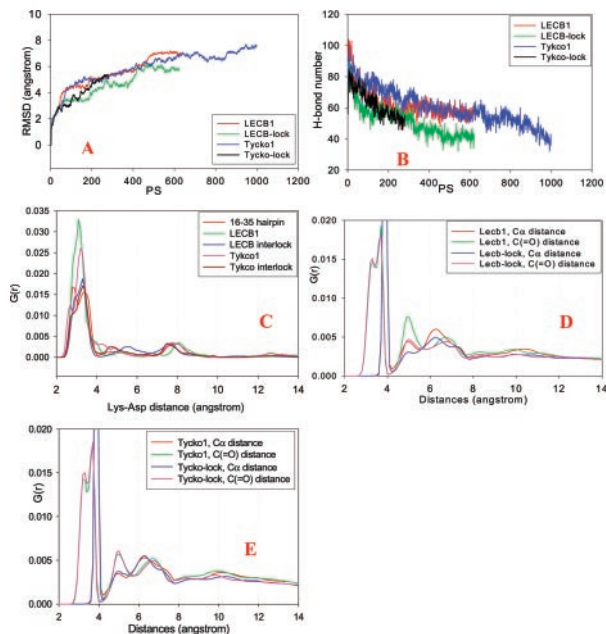 RMSD (angstrom)
8
7
6
5
4
3
2
1
0
A
LECB1
LECB-lock
Tycko1
Tycko-lock
0 200 400 600 800 1000 1200
PS
H-bond number
120
100
80
60
40
20
B
LECB1
LECB-lock
Tykco1
Tykco-lock
0 200 400 600 800 1000 1200
PS
G(r)
0.035
0.030
0.025
0.020
0.015
0.010
0.005
0.000
16-35 hairpin
LECB1
LECB interlock
Tykco1
Tykco interlock
C
2 4 6 8 10 12 14
Lys-Asp distance (angstrom)
G(r)
0.020
0.015
0.010
0.005
0.000
Lecb1, Cα distance
Lecb1, C(=O) distance
Lecb-lock, Cα distance
Lecb-lock, C(=O) distance
D
2 4 6 8 10 12 14
Distances (angstrom)
G(r)
0.020
0.015
0.010
0.005
0.000
Tycko1, Cα distance
Tycko1, C(=O) distance
Tycko-lock, Cα distance
Tycko-lock, C(=O) distance
E
2 4 6 8 10 12 14
Distances (angstrom)